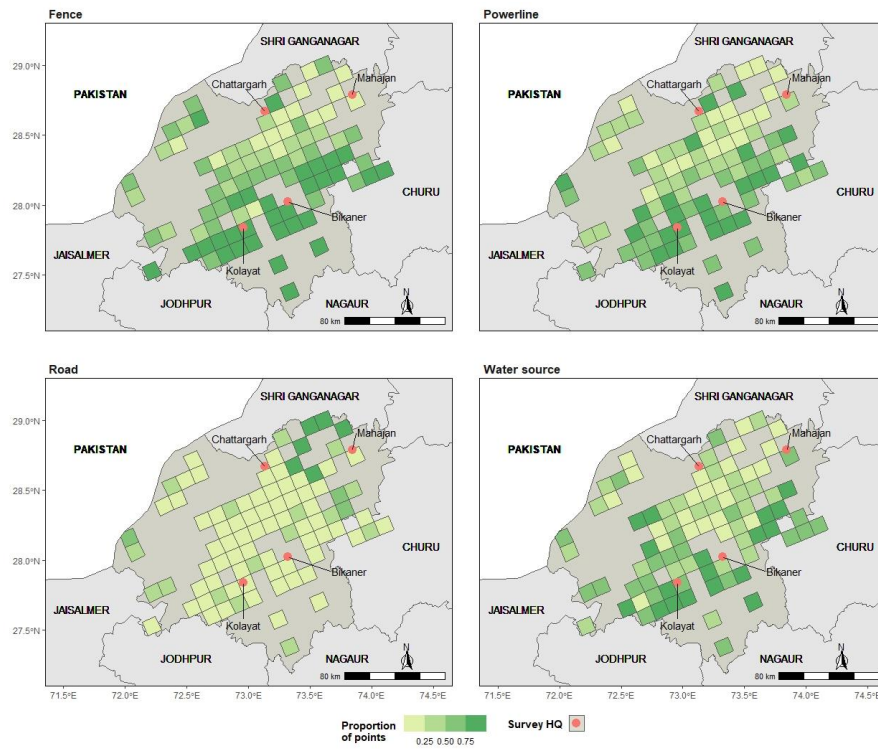 Fence
Powerline
SHRI GANGANAGAR
SHRI GANGANAGAR
29.0°N
Chattargarh
Mahajan
Chattargarh
Mahajan
PAKISTAN
PAKISTAN
28.5°N
CHURU
CHURU
28.0°N
Bikaner
Bikaner
JAISALMER
JAISALMER
Kolayat
Kolayat
27.5°N
JODHPUR
NAGAUR
N
JODHPUR
NAGAUR
N
80 km
80 km
Road
Water source
SHRI GANGANAGAR
SHRI GANGANAGAR
29.0°N
Chattargarh
Mahajan
Chattargarh
Mahajan
PAKISTAN
PAKISTAN
28.5°N
CHURU
CHURU
28.0°N
Bikaner
Bikaner
JAISALMER
JAISALMER
Kolayat
Kolayat
27.5°N
JODHPUR
NAGAUR
N
JODHPUR
NAGAUR
N
80 km
80 km
71.5°E 72.0°E 72.5°E 73.0°E 73.5°E 74.0°E 74.5°E
71.5°E 72.0°E 72.5°E 73.0°E 73.5°E 74.0°E 74.5°E
Proportion
of points
0.25 0.50 0.75
Survey HQ